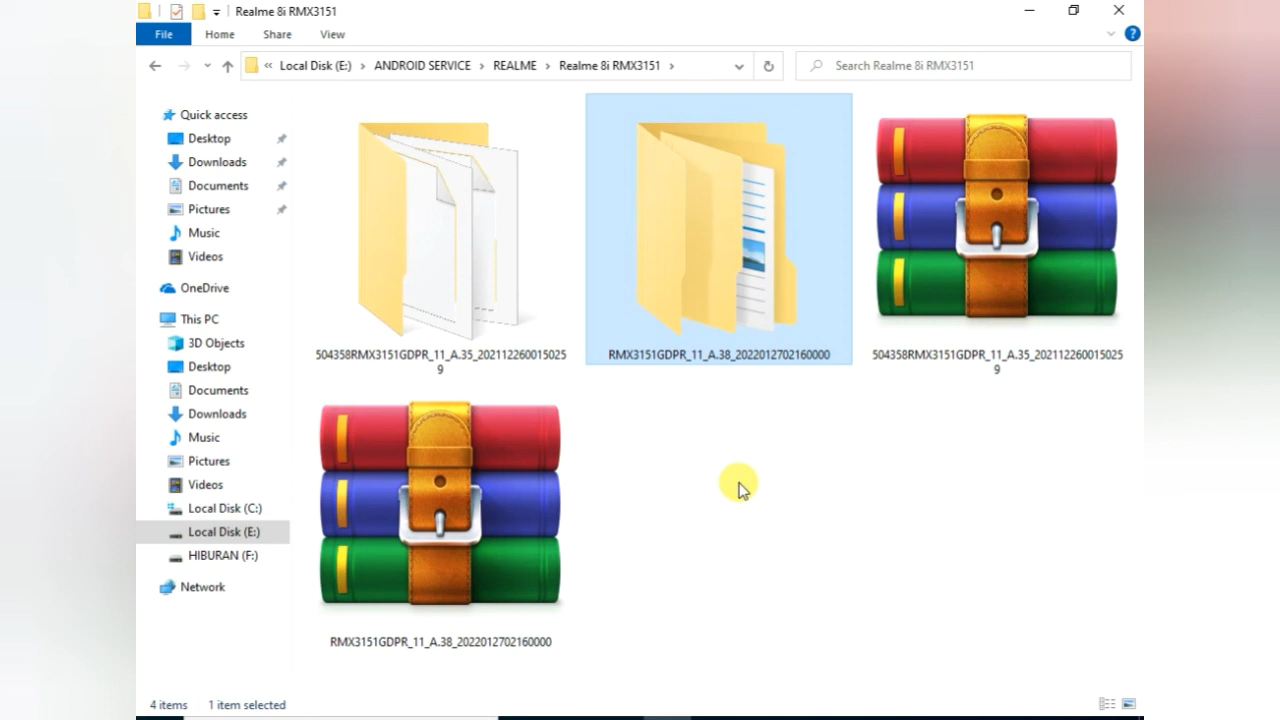 Realme 8i RMX3151
File Home Share View
« Local Disk (E:) › ANDROID SERVICE › REALME › Realme 8i RMX3151 ›
Search Realme 8i RMX3151
Quick access
Desktop
Downloads
Documents
Pictures
Music
Videos
OneDrive
This PC
3D Objects
Desktop
Documents
Downloads
Music
Pictures
Videos
Local Disk (C:)
Local Disk (E:)
HIBURAN (F:)
Network
504358RMX3151GDPR_11_A.35_202112260015025
9
RMX3151GDPR_11_A.38_2022012702160000
504358RMX3151GDPR_11_A.35_202112260015025
9
RMX3151GDPR_11_A.38_2022012702160000
4 items 1 item selected